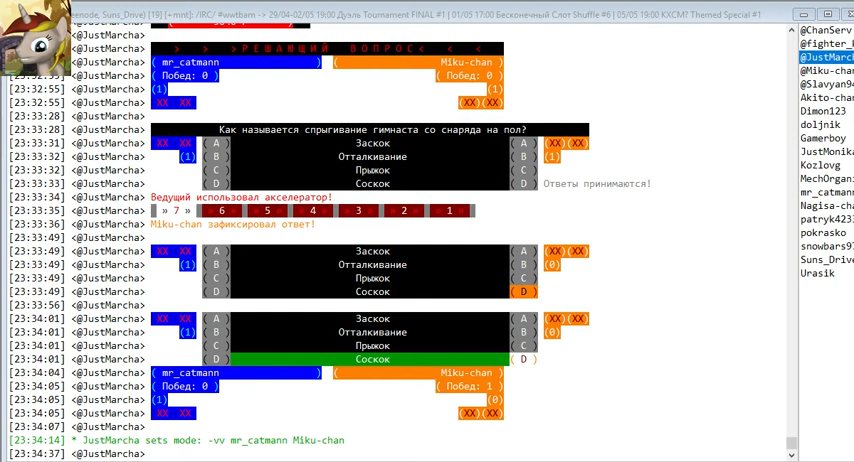 eenode, Suns_Drive) [19] [+mnt]: /IRC/ #wwtbam -> 29/04-02/05 19:00 Дуэль Tournament FINAL #1 | 01/05 17:00 Бесконечный Слот Shuffle #6 | 05/05 19:00 КХСМ? Themed Special #1
<@JustMarcha>
<@JustMarcha> > > > Р Е Ш А Ю Щ И Й В О П Р О С < < <
<@JustMarcha> ( mr_catmann ) ( Miku-chan )
[23:32:55] <@JustMarcha> ( Побед: 0 ) ( Побед: 0 )
[23:32:55] <@JustMarcha> (1) (1)
[23:32:55] <@JustMarcha> XX XX (XX)(XX)
[23:33:28] <@JustMarcha>
[23:33:28] <@JustMarcha> Как называется спрыгивание гимнаста со снаряда на пол?
[23:33:31] <@JustMarcha> XX XX ( A ) Заскок ( A ) (XX)(XX)
[23:33:32] <@JustMarcha> (1) ( B ) Отталкивание ( B ) (1)
[23:33:33] <@JustMarcha> ( C ) Прыжок ( C )
[23:33:33] <@JustMarcha> ( D ) Соскок ( D ) Ответы принимаются!
[23:33:34] <@JustMarcha> Ведущий использовал акселератор!
[23:33:35] <@JustMarcha> » 7 » 6 5 4 3 2 1
[23:33:36] <@JustMarcha> Miku-chan зафиксировал ответ!
[23:33:49] <@JustMarcha>
[23:33:49] <@JustMarcha> XX XX ( A ) Заскок ( A ) (XX)(XX)
[23:33:49] <@JustMarcha> (1) ( B ) Отталкивание ( B ) (0)
[23:33:49] <@JustMarcha> ( C ) Прыжок ( C )
[23:33:49] <@JustMarcha> ( D ) Соскок ( D )
[23:33:56] <@JustMarcha>
[23:34:01] <@JustMarcha> XX XX ( A ) Заскок ( A ) (XX)(XX)
[23:34:01] <@JustMarcha> (1) ( B ) Отталкивание ( B ) (0)
[23:34:01] <@JustMarcha> ( C ) Прыжок ( C )
[23:34:01] <@JustMarcha> ( D ) Соскок ( D )
[23:34:04] <@JustMarcha> ( mr_catmann ) ( Miku-chan )
[23:34:05] <@JustMarcha> ( Побед: 0 ) ( Побед: 1 )
[23:34:05] <@JustMarcha> (1) (0)
[23:34:05] <@JustMarcha> XX XX (XX)(XX)
[23:34:07] <@JustMarcha>
[23:34:14] * JustMarcha sets mode: -vv mr_catmann Miku-chan
[23:34:37] <@JustMarcha>
@ChanServ
@fighter_
@JustMarch
@Miku-chan
@Slavyan94
Akito-chan
Dimon123
doljnik
Gamerboy
JustMonika
Kozlovg
MechOrgani
mr_catmann
Nagisa-cha
patryk4233
pokrasko
snowbars97
Suns_Drive
Urasik